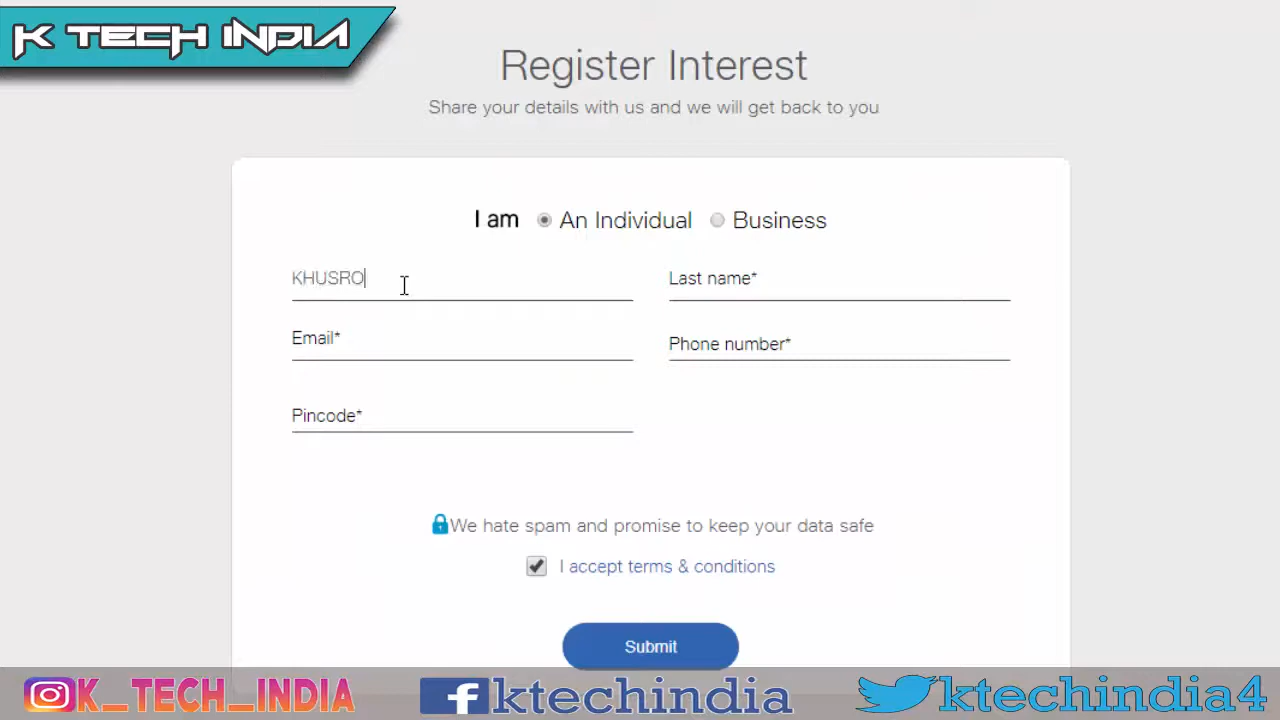 K TECH INDIA
Register Interest
Share your details with us and we will get back to you
I am An Individual Business
KHUSRO Last name*
Email* Phone number*
Pincode*
We hate spam and promise to keep your data safe
I accept terms & conditions
Submit
K_TECH_INDIA ktechindia ktechindia4